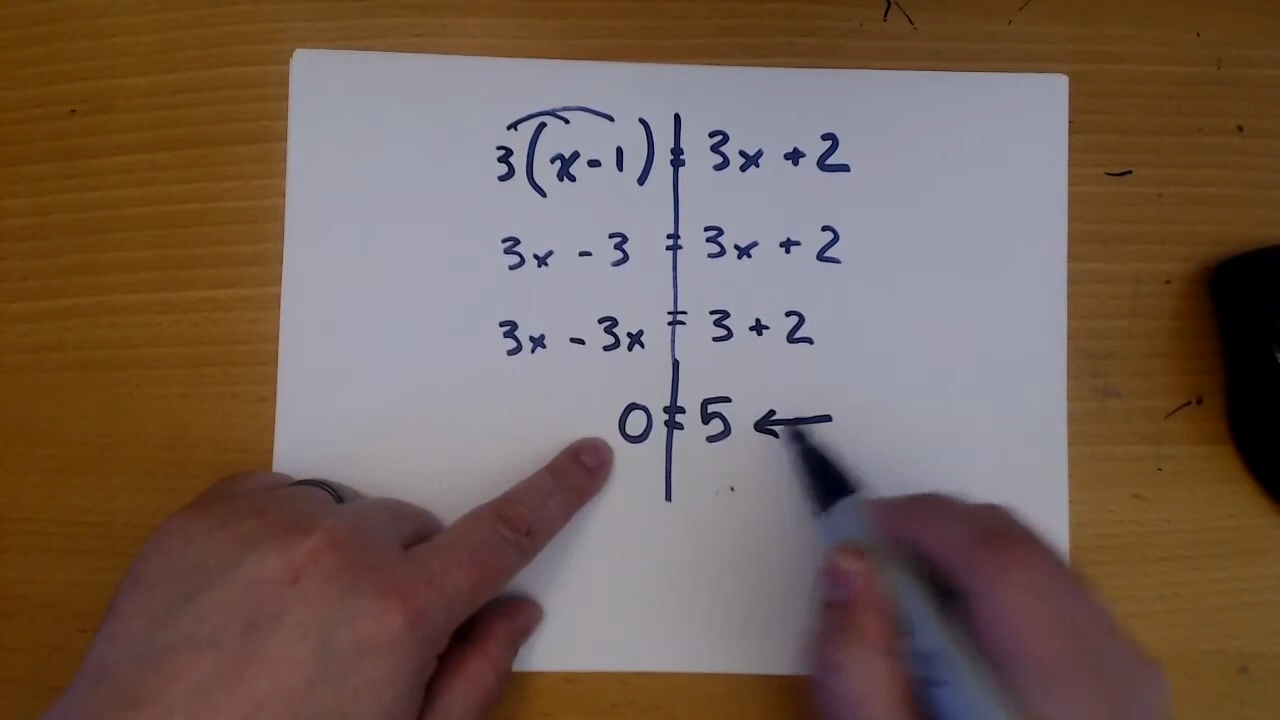 3(x-1) = 3x + 2
3x - 3 = 3x + 2
3x - 3x = 3 + 2
0 = 5 ←